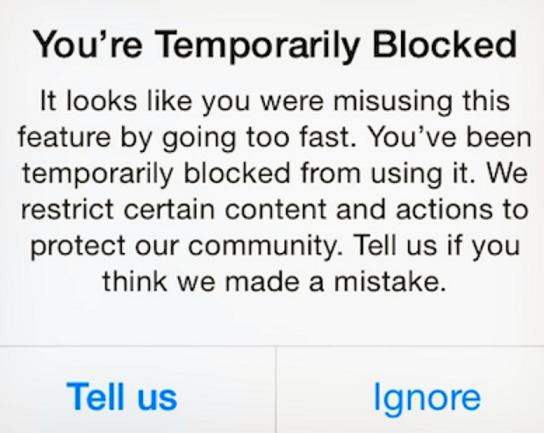 You’re Temporarily Blocked
It looks like you were misusing this
feature by going too fast. You’ve been
temporarily blocked from using it. We
restrict certain content and actions to
protect our community. Tell us if you
think we made a mistake.
Tell us
Ignore